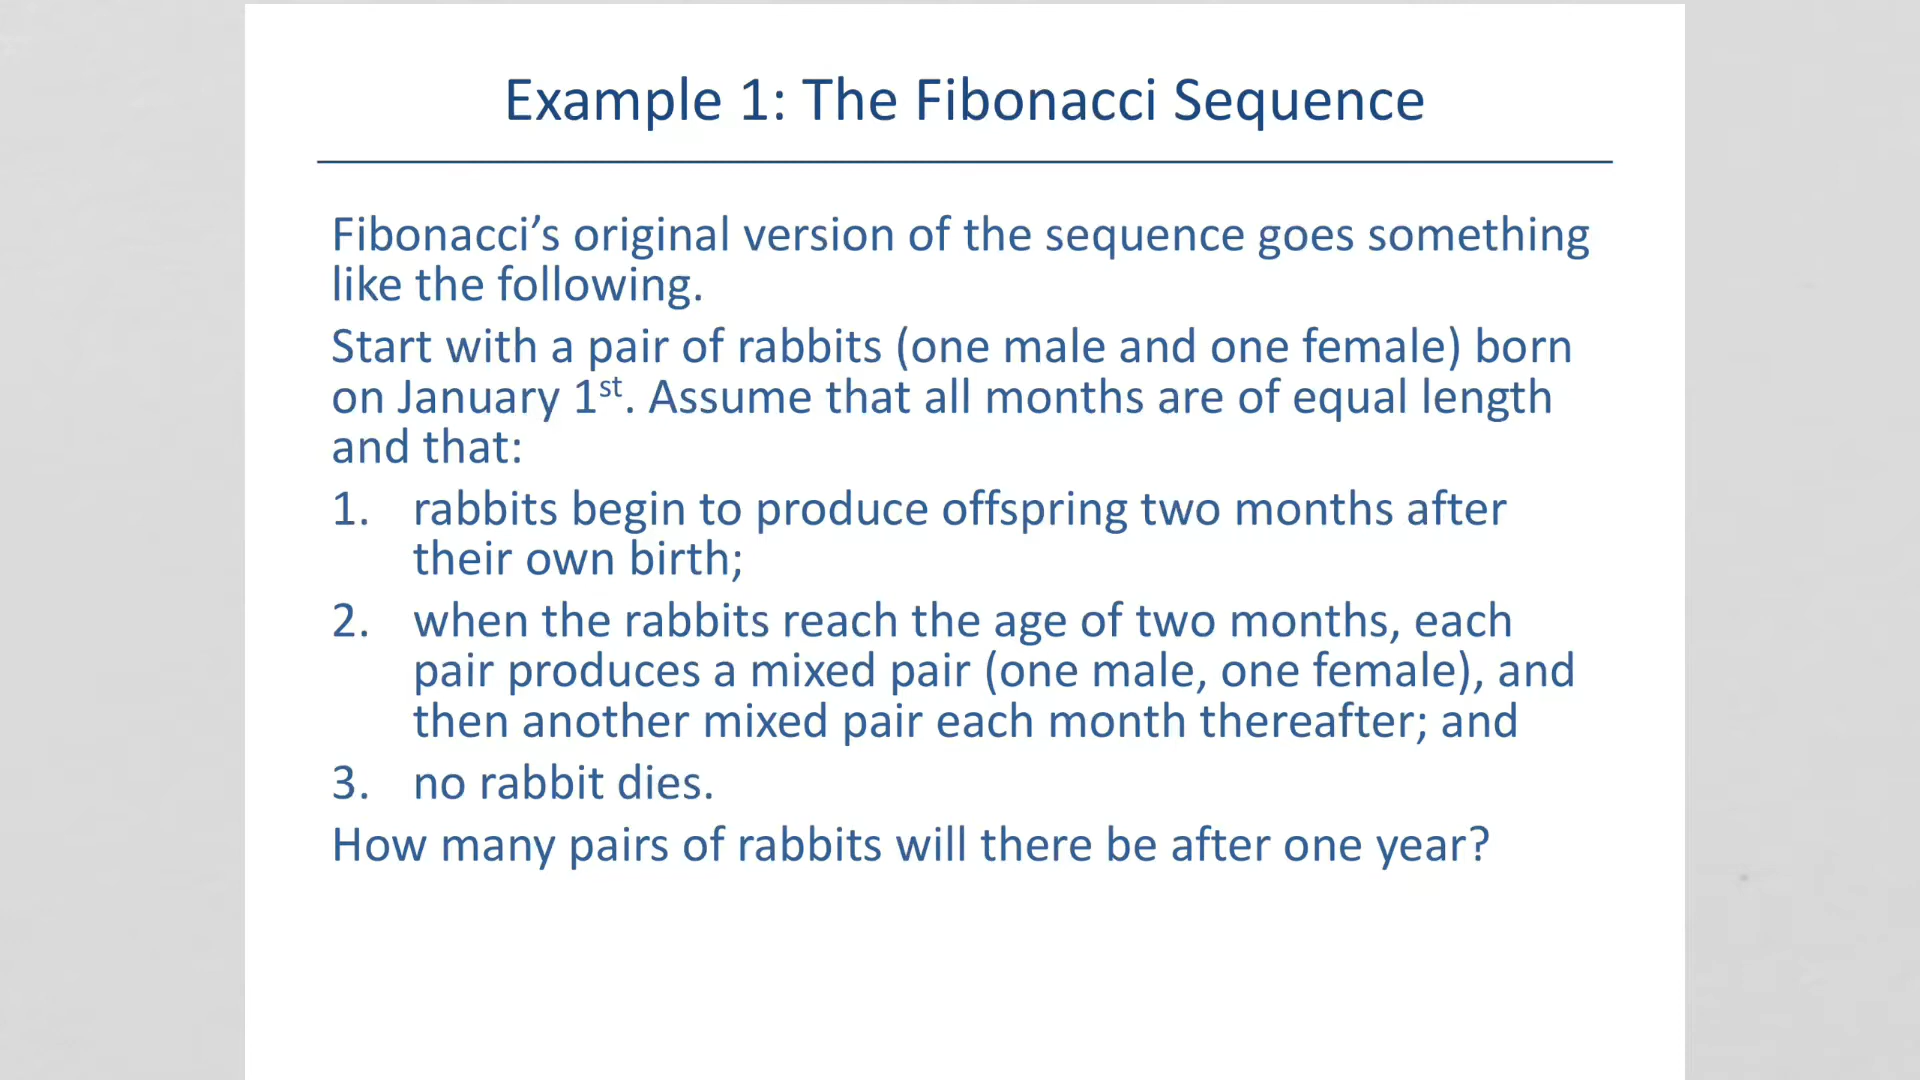 Example 1: The Fibonacci Sequence
Fibonacci’s original version of the sequence goes something
like the following.
Start with a pair of rabbits (one male and one female) born
on January 1st. Assume that all months are of equal length
and that:
1. rabbits begin to produce offspring two months after
their own birth;
2. when the rabbits reach the age of two months, each
pair produces a mixed pair (one male, one female), and
then another mixed pair each month thereafter; and
3. no rabbit dies.
How many pairs of rabbits will there be after one year?